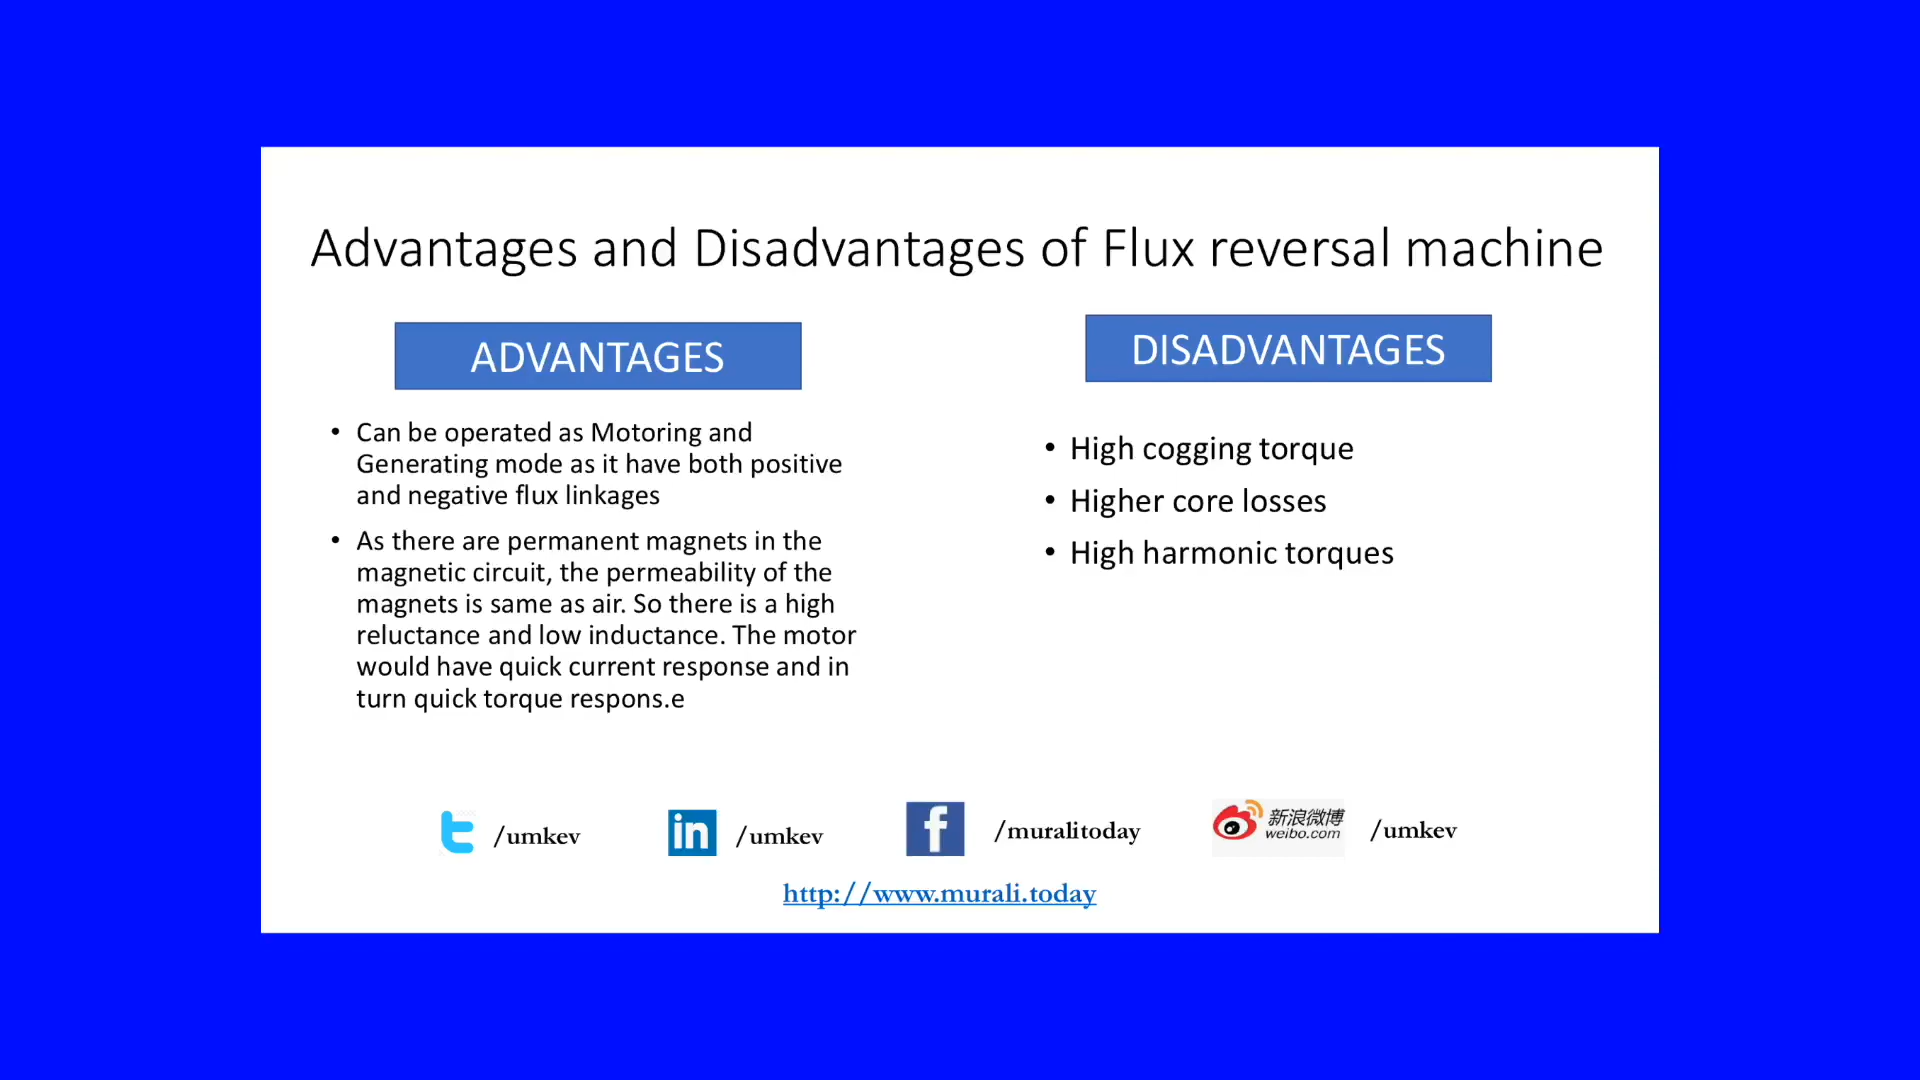 Advantages and Disadvantages of Flux reversal machine
ADVANTAGES
• Can be operated as Motoring and
Generating mode as it have both positive
and negative flux linkages
• As there are permanent magnets in the
magnetic circuit, the permeability of the
magnets is same as air. So there is a high
reluctance and low inductance. The motor
would have quick current response and in
turn quick torque respons.e
DISADVANTAGES
• High cogging torque
• Higher core losses
• High harmonic torques
/umkev
in /umkev
f /muralitoday
新浪微博
weibo.com
/umkev
http://www.murali.today